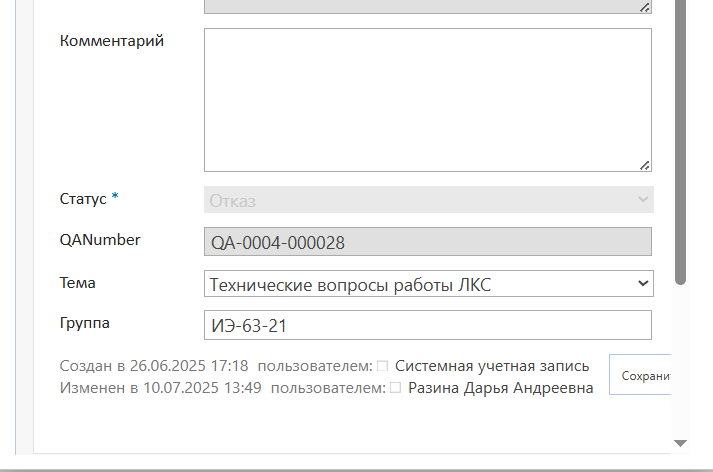 Комментарий
Статус *
Отказ
QANumber
QA-0004-000028
Тема
Технические вопросы работы ЛКС
Группа
ИЭ-63-21
Создан в 26.06.2025 17:18 пользователем: Системная учетная запись
Изменен в 10.07.2025 13:49 пользователем: Разина Дарья Андреевна
Сохрани